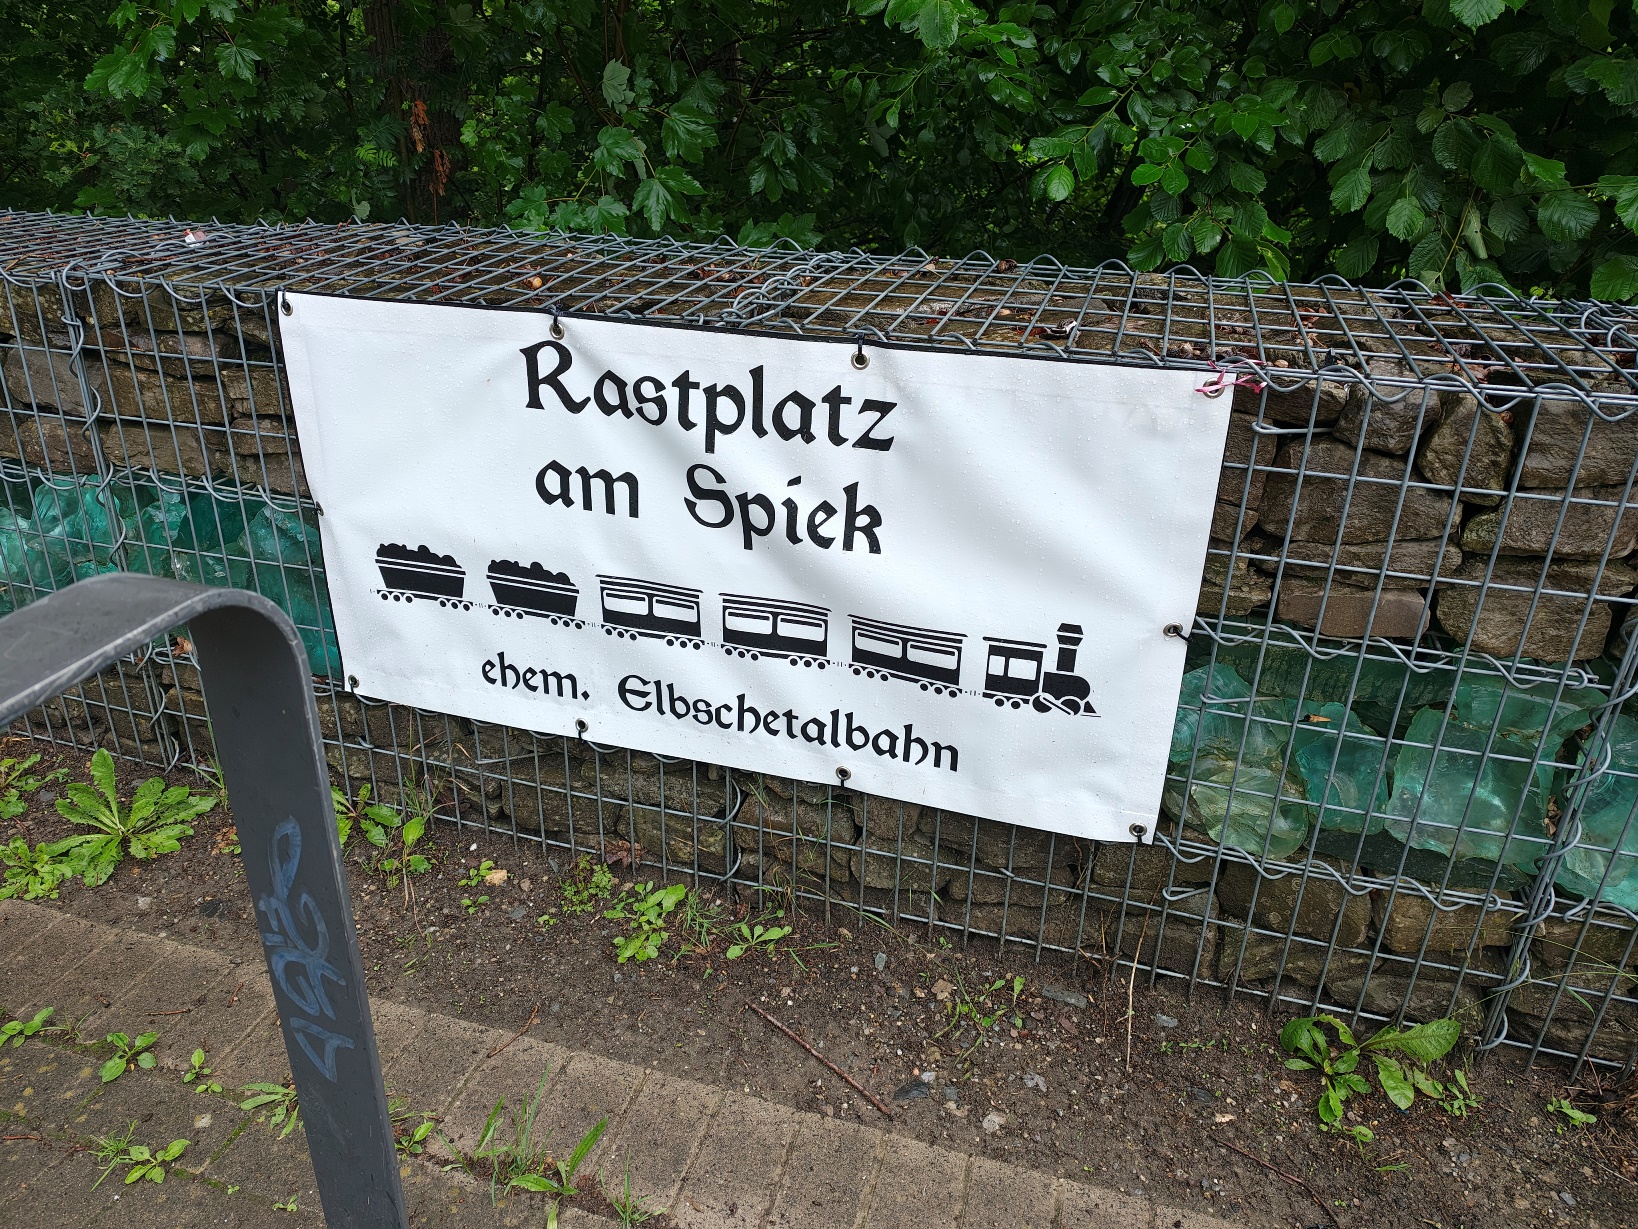 Rastplatz
am Spiek
ehem. Elbschetalbahn